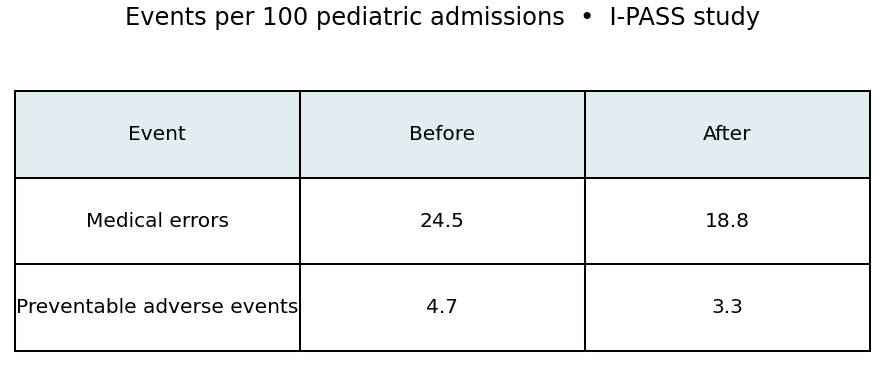 Events per 100 pediatric admissions • I-PASS study
Event Before After
Medical errors 24.5 18.8
Preventable adverse events 4.7 3.3